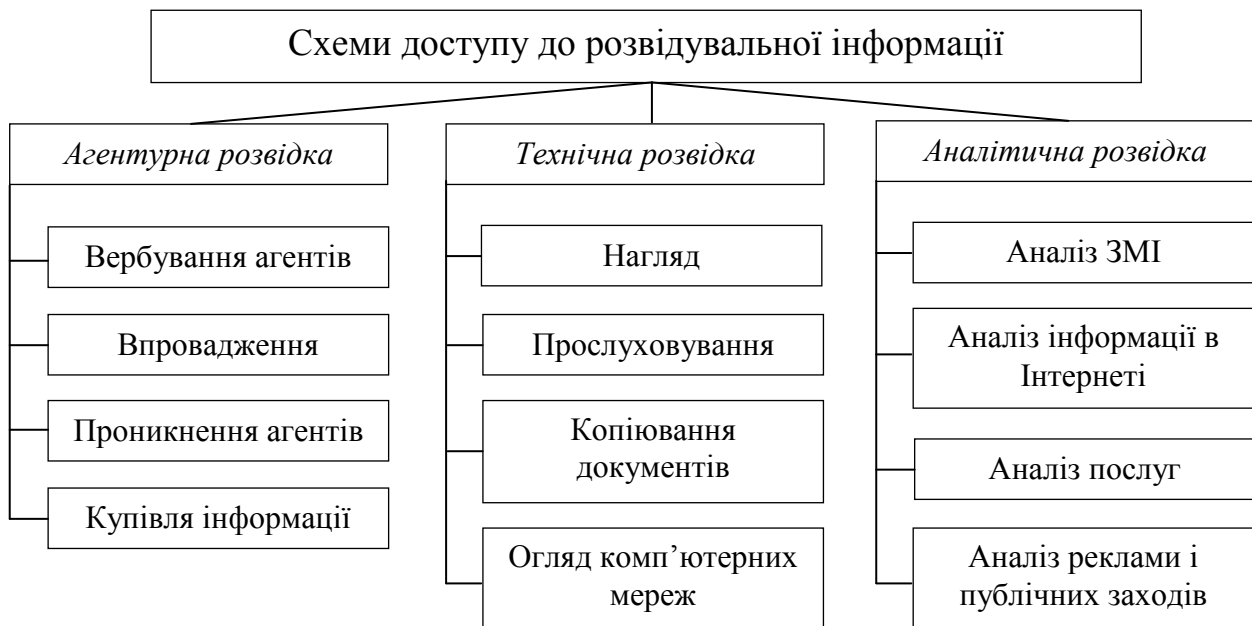 Схеми доступу до розвідувальної інформації
Агентурна розвідка
Вербування агентів
Впровадження
Проникнення агентів
Купівля інформації
Технічна розвідка
Нагляд
Прослуховування
Копіювання
документів
Огляд комп’ютерних
мереж
Аналітична розвідка
Аналіз ЗМІ
Аналіз інформації в
Інтернеті
Аналіз послуг
Аналіз реклами і
публічних заходів